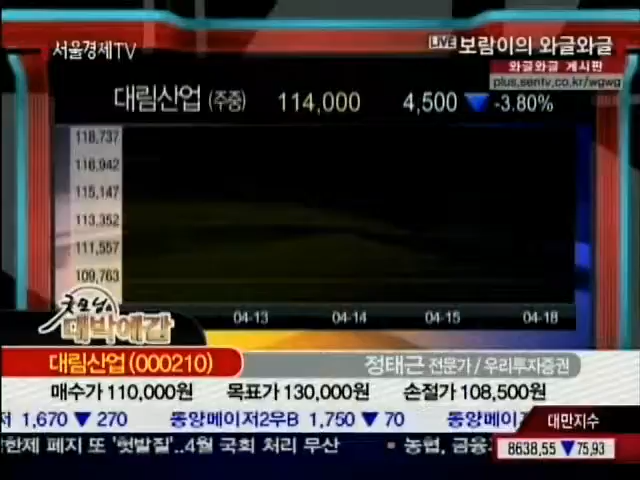 서울경제TV
LIVE 보람이의 와글와글
와글와글 게시판
plus.sentv.co.kr/wgwg
대림산업 (주중) 114,000 4,500 ▼ -3.80%
118,737
116,942
115,147
113,352
111,557
109,763
04-13 04-14 04-15 04-18
대박예감
대림산업 (000210)
정태근 전문가 / 우리투자증권
매수가 110,000원 목표가 130,000원 손절가 108,500원
1,670 ▼ 270 동양메이저2우B 1,750 ▼ 70 동양메이
대만지수
8638,55 ▼ 75,93
한제 폐지 또 '헛발질'..4월 국회 처리 무산 ▪ 농협, 금융